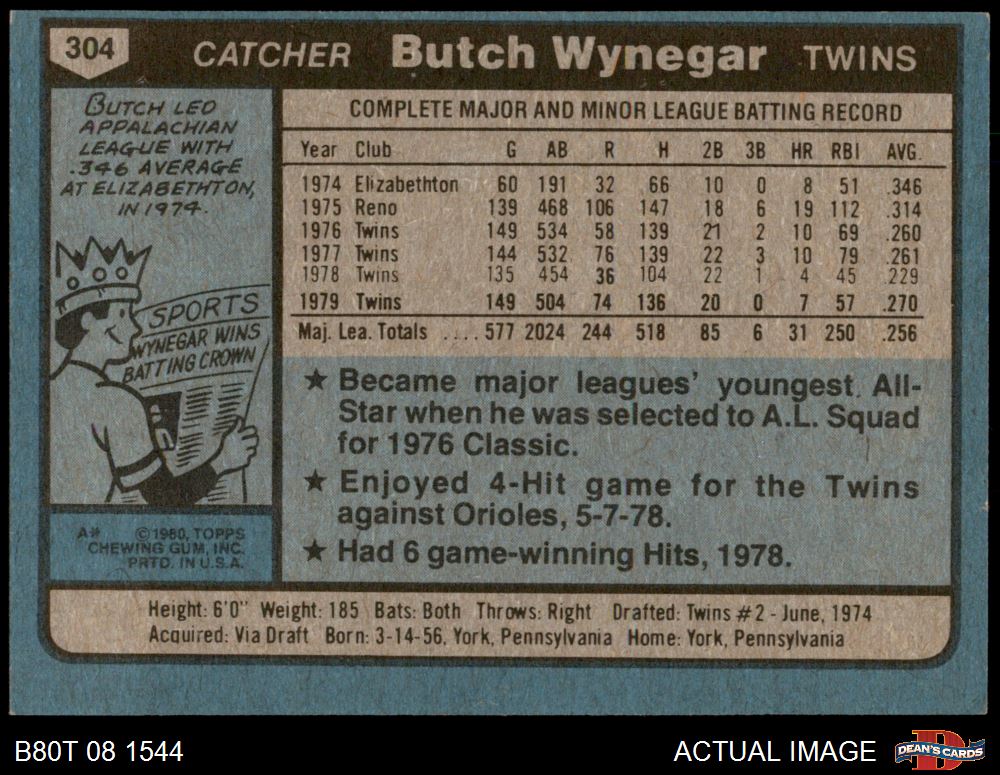 304 CATCHER Butch Wynegar TWINS
BUTCH LED
APPALACHIAN
LEAGUE WITH
.346 AVERAGE
AT ELIZABETHTON,
IN 1974.
SPORTS
WYNEGAR WINS
BATTING CROWN
A* ©1980, TOPPS
CHEWING GUM, INC.
PRTD. IN U.S.A.
COMPLETE MAJOR AND MINOR LEAGUE BATTING RECORD
Year Club G AB R H 2B 3B HR RBI AVG.
1974 Elizabethton 60 191 32 66 10 0 8 51 .346
1975 Reno 139 468 106 147 18 6 19 112 .314
1976 Twins 149 534 58 139 21 2 10 69 .260
1977 Twins 144 532 76 139 22 3 10 79 .261
1978 Twins 135 454 36 104 22 1 4 45 .229
1979 Twins 149 504 74 136 20 0 7 57 .270
Maj. Lea. Totals .... 577 2024 244 518 85 6 31 250 .256
★ Became major leagues' youngest All-
Star when he was selected to A.L. Squad
for 1976 Classic.
★ Enjoyed 4-Hit game for the Twins
against Orioles, 5-7-78.
★ Had 6 game-winning Hits, 1978.
Height: 6'0" Weight: 185 Bats: Both Throws: Right Drafted: Twins #2 - June, 1974
Acquired: Via Draft Born: 3-14-56, York, Pennsylvania Home: York, Pennsylvania
B80T 08 1544 ACTUAL IMAGE DEAN'S CARDS